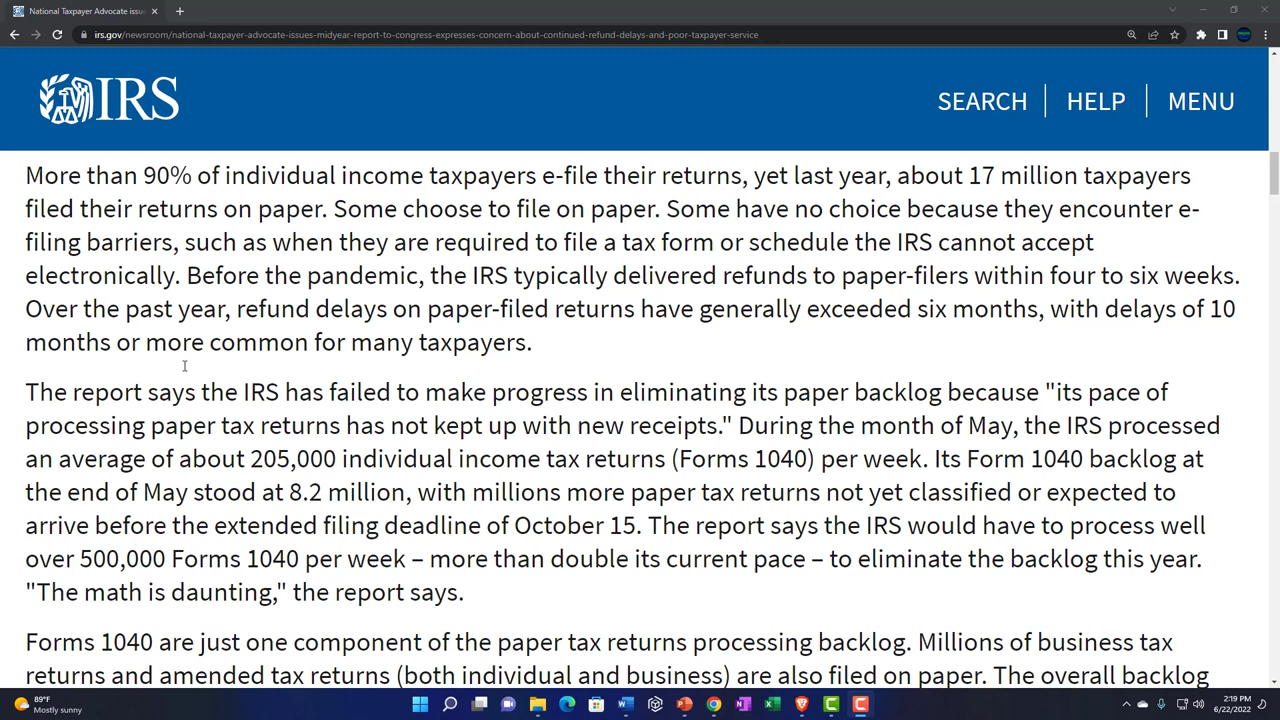 National Taxpayer Advocate issue
irs.gov/newsroom/national-taxpayer-advocate-issues-midyear-report-to-congress-expresses-concern-about-continued-refund-delays-and-poor-taxpayer-service
IRS
SEARCH HELP MENU
More than 90% of individual income taxpayers e-file their returns, yet last year, about 17 million taxpayers
filed their returns on paper. Some choose to file on paper. Some have no choice because they encounter e-
filing barriers, such as when they are required to file a tax form or schedule the IRS cannot accept
electronically. Before the pandemic, the IRS typically delivered refunds to paper-filers within four to six weeks.
Over the past year, refund delays on paper-filed returns have generally exceeded six months, with delays of 10
months or more common for many taxpayers.
The report says the IRS has failed to make progress in eliminating its paper backlog because "its pace of
processing paper tax returns has not kept up with new receipts." During the month of May, the IRS processed
an average of about 205,000 individual income tax returns (Forms 1040) per week. Its Form 1040 backlog at
the end of May stood at 8.2 million, with millions more paper tax returns not yet classified or expected to
arrive before the extended filing deadline of October 15. The report says the IRS would have to process well
over 500,000 Forms 1040 per week – more than double its current pace – to eliminate the backlog this year.
"The math is daunting," the report says.
Forms 1040 are just one component of the paper tax returns processing backlog. Millions of business tax
returns and amended tax returns (both individual and business) are also filed on paper. The overall backlog
89°F
Mostly sunny
2:19 PM
6/22/2022